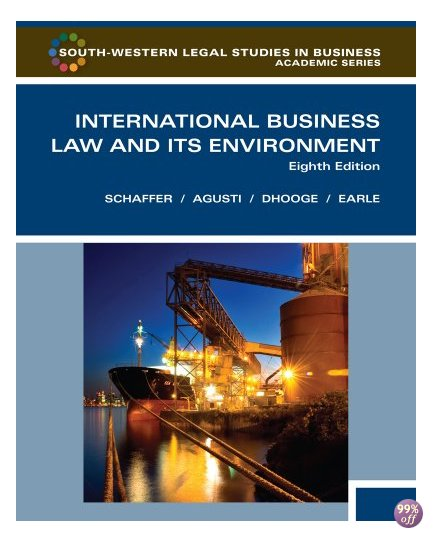 SOUTH-WESTERN LEGAL STUDIES IN BUSINESS
ACADEMIC SERIES
INTERNATIONAL BUSINESS
LAW AND ITS ENVIRONMENT
Eighth Edition
SCHAFFER / AGUSTI / DHOOGE / EARLE
99%
off